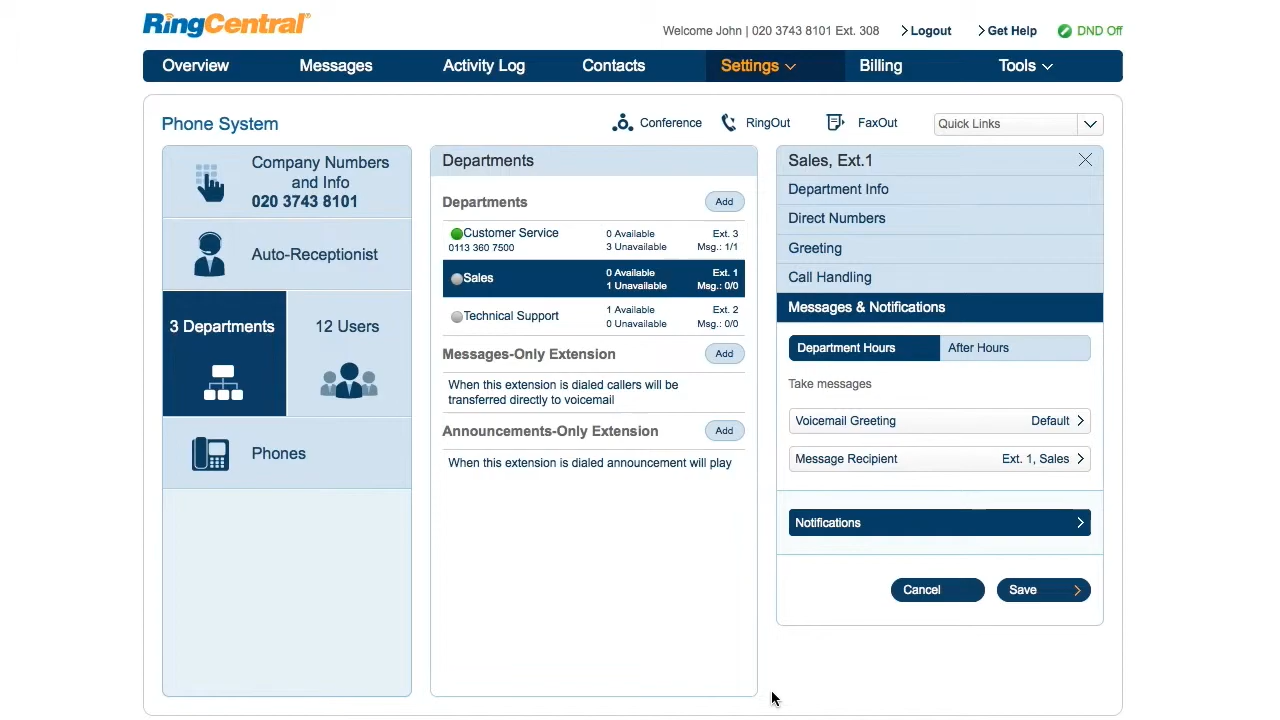 RingCentral
Welcome John | 020 3743 8101 Ext. 308
Logout
Get Help
DND Off
Overview
Messages
Activity Log
Contacts
Settings
Billing
Tools
Phone System
Conference
RingOut
FaxOut
Quick Links
Company Numbers
and Info
020 3743 8101
Auto-Receptionist
3 Departments
12 Users
Phones
Departments
Departments
Add
Customer Service
0113 360 7500
0 Available
3 Unavailable
Ext. 3
Msg.: 1/1
Sales
0 Available
1 Unavailable
Ext. 1
Msg.: 0/0
Technical Support
1 Available
0 Unavailable
Ext. 2
Msg.: 0/0
Messages-Only Extension
Add
When this extension is dialed callers will be
transferred directly to voicemail
Announcements-Only Extension
Add
When this extension is dialed announcement will play
Sales, Ext.1
Department Info
Direct Numbers
Greeting
Call Handling
Messages & Notifications
Department Hours
After Hours
Take messages
Voicemail Greeting
Default
Message Recipient
Ext. 1, Sales
Notifications
Cancel
Save